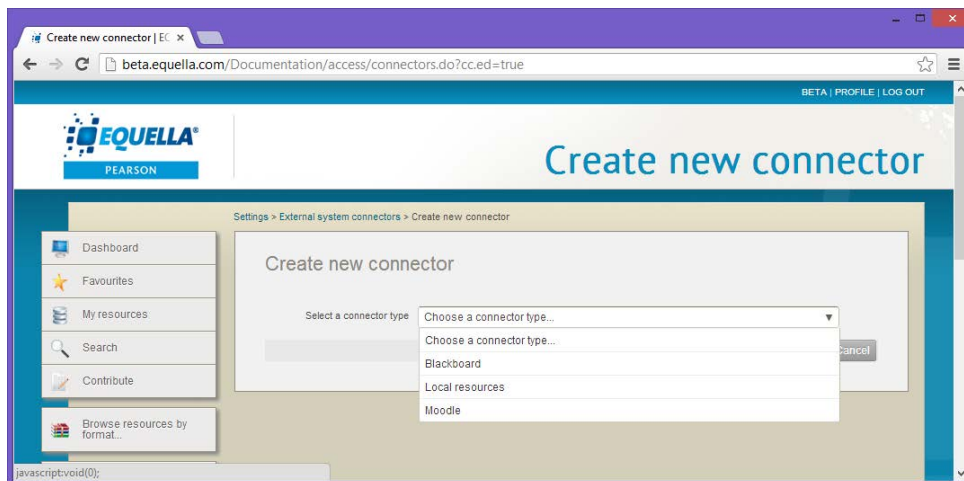 Create new connector | EC
beta.equella.com/Documentation/access/connectors.do?cc.ed=true
BETA | PROFILE | LOG OUT
EQUELLA®
PEARSON
Create new connector
Settings > External system connectors > Create new connector
Dashboard
Favourites
My resources
Search
Contribute
Browse resources by
format...
Create new connector
Select a connector type
Choose a connector type...
Choose a connector type...
Blackboard
Local resources
Moodle
Cancel
javascript:void(0);